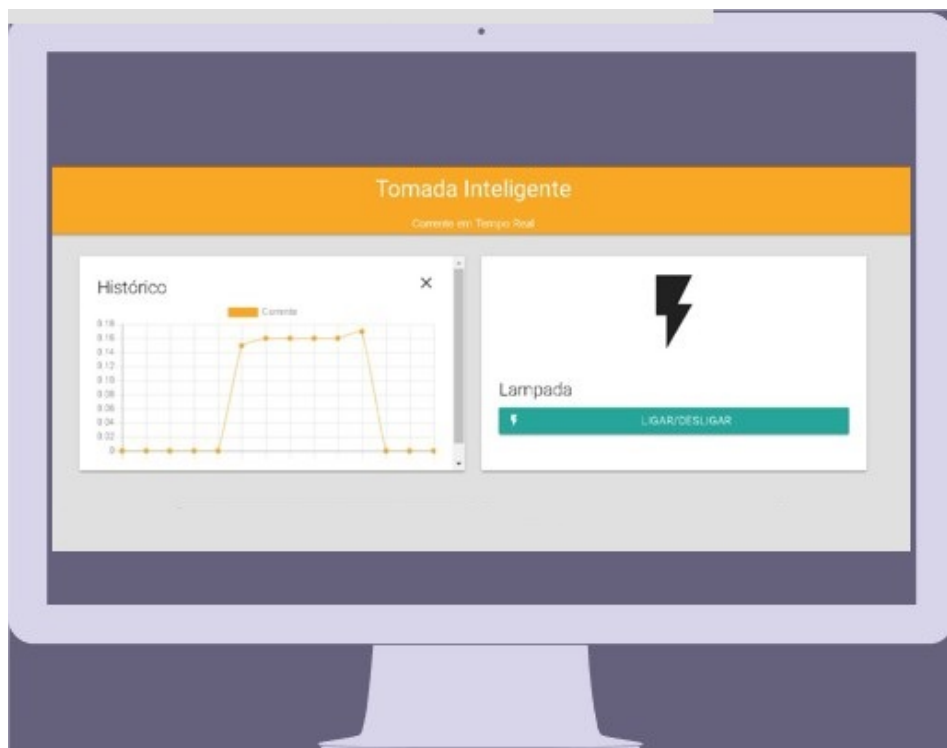 Tomada Inteligente
Corrente em Tempo Real
Histórico
Corrente
0.18
0.16
0.14
0.12
0.10
0.08
0.06
0.04
0.02
0
Lampada
LIGAR/DESLIGAR